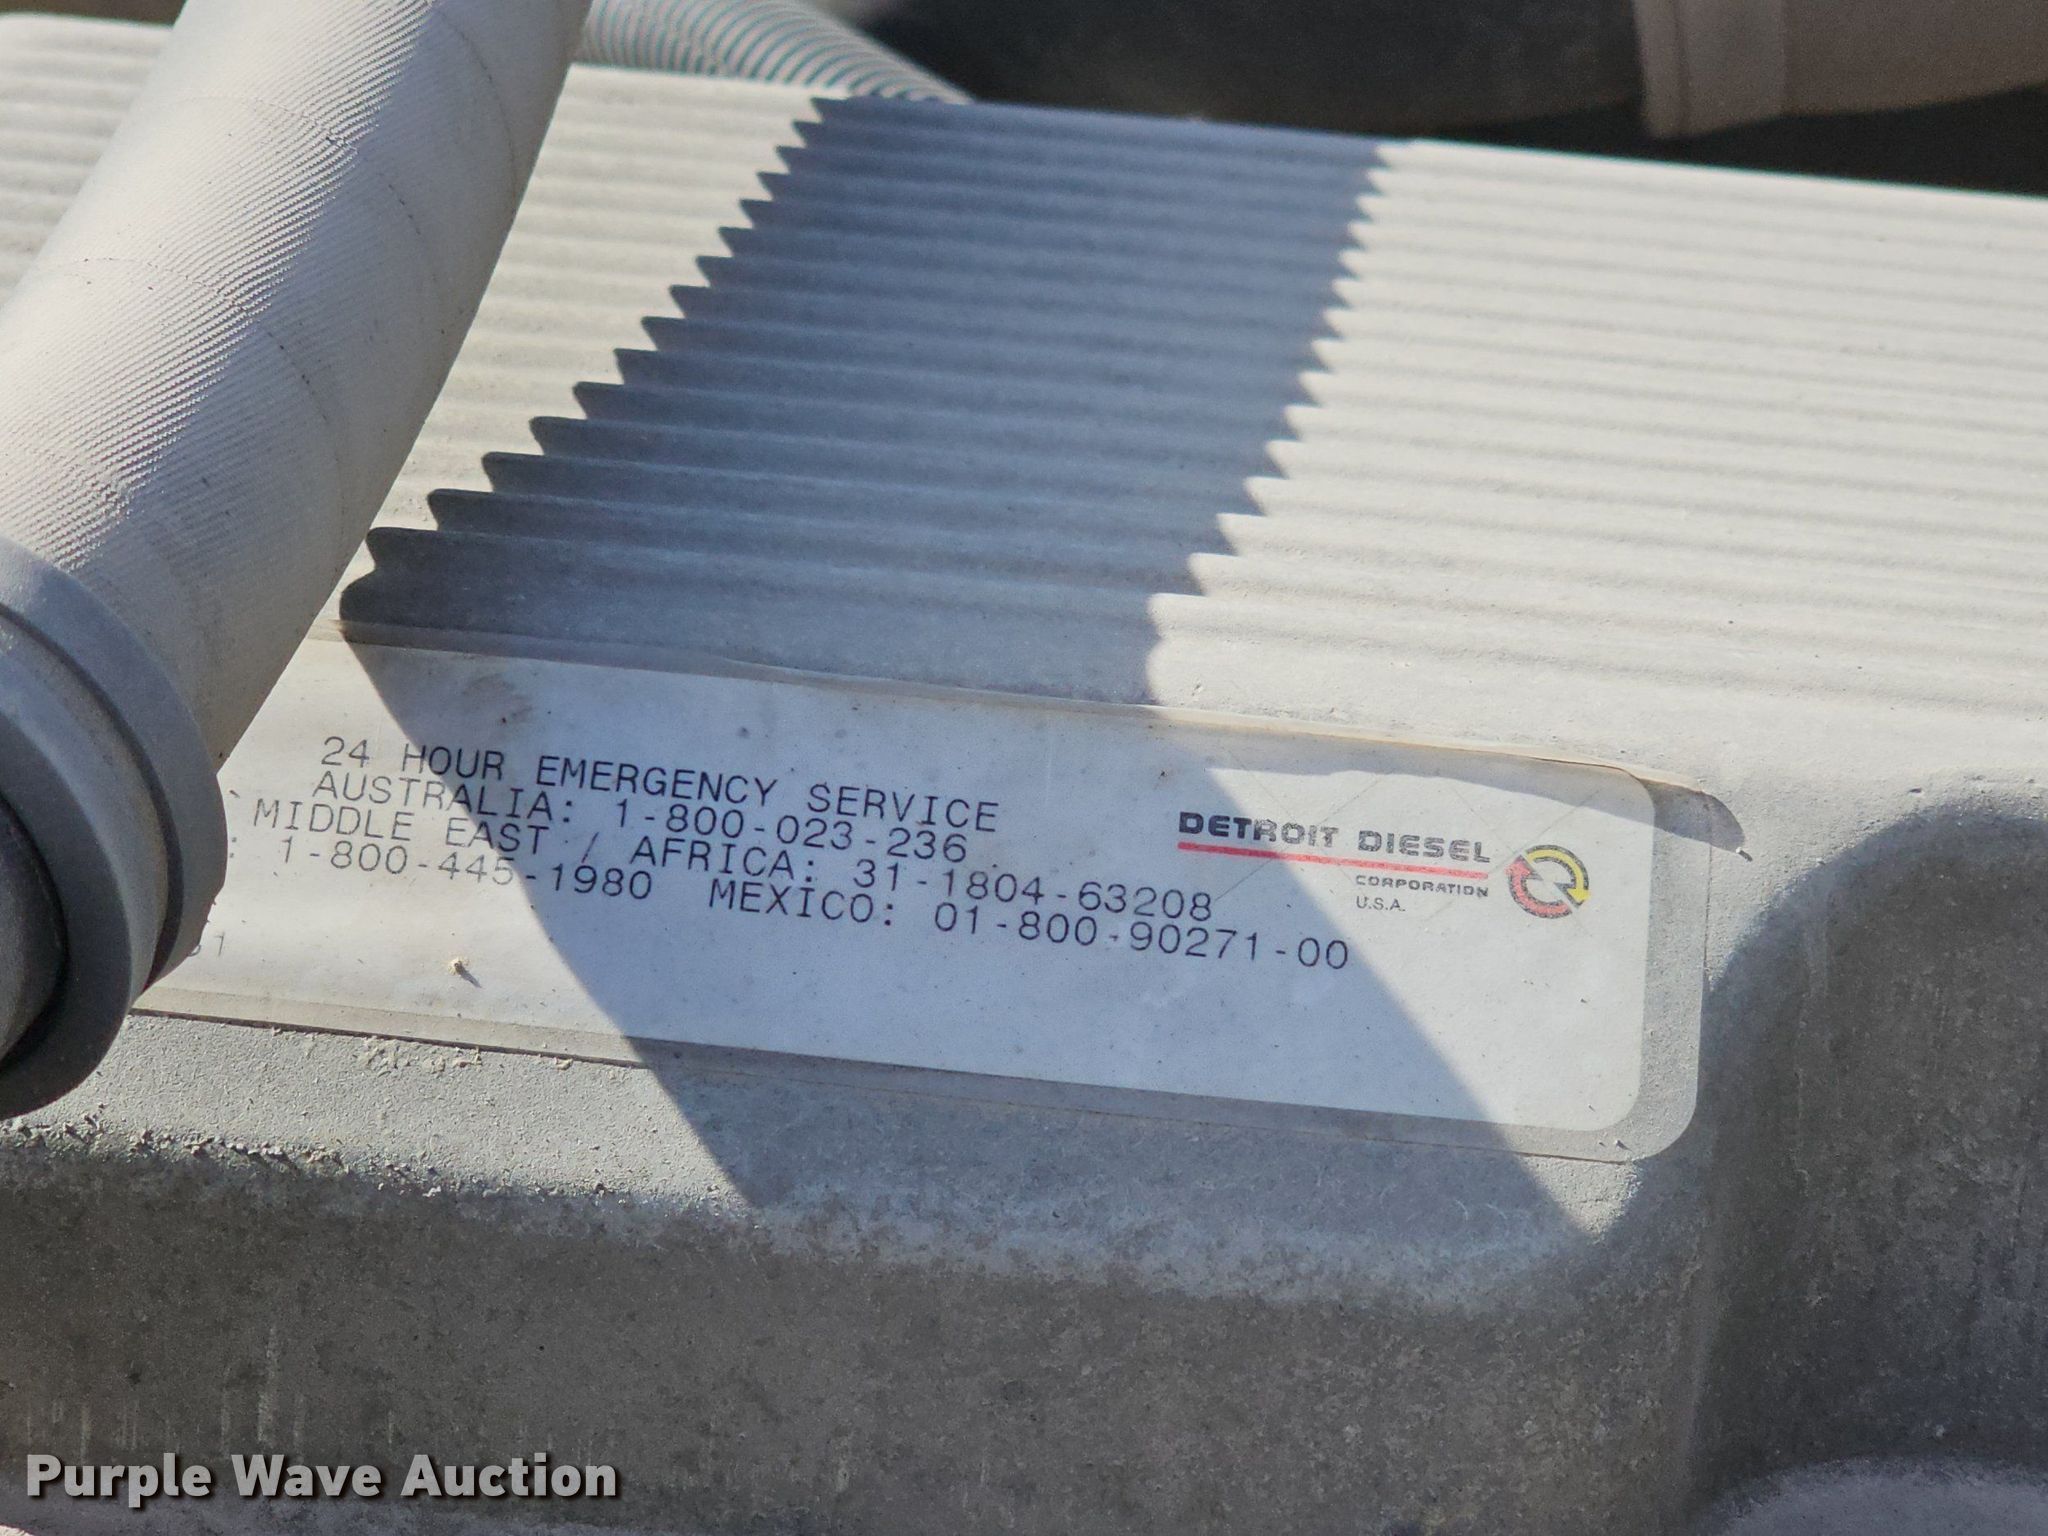 24 HOUR EMERGENCY SERVICE
AUSTRALIA: 1-800-023-236
MIDDLE EAST / AFRICA: 31-1804-63208
: 1-800-445-1980 MEXICO: 01-800-90271-00
DETROIT DIESEL
CORPORATION
U.S.A.
Purple Wave Auction